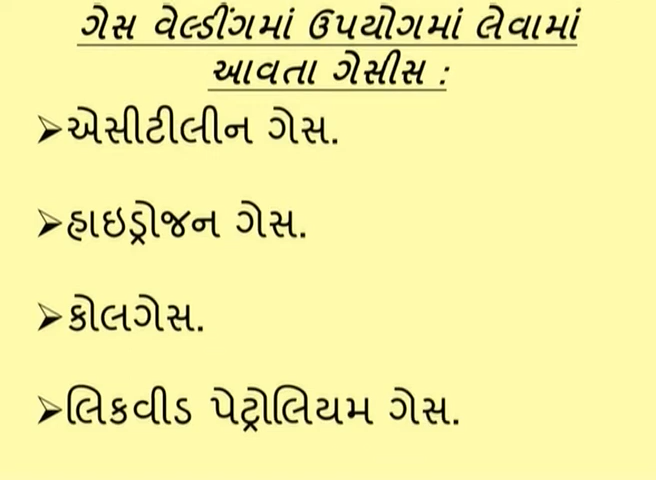 ગેસ વેલ્ડીંગમાં ઉપયોગમાં લેવામાં
આવતા ગેસીસ :
➢એસીટીલીન ગેસ.
➢હાઇડ્રોજન ગેસ.
➢કોલગેસ.
➢લિકવીડ પેટ્રોલિયમ ગેસ.